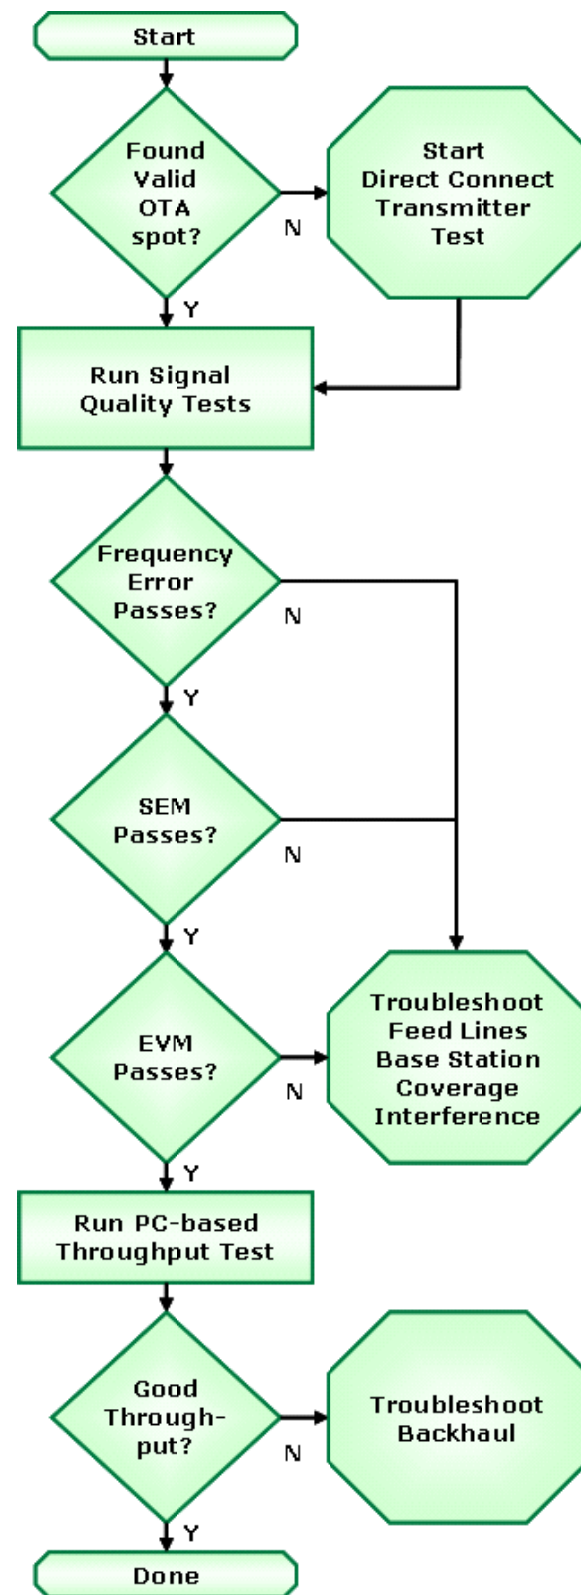 Start
Found
Valid
OTA
spot?
N
Start
Direct Connect
Transmitter
Test
Y
Run Signal
Quality Tests
Frequency
Error
Passes?
N
Y
SEM
Passes?
N
Y
EVM
Passes?
N
Troubleshoot
Feed Lines
Base Station
Coverage
Interference
Y
Run PC-based
Throughput Test
Good
Through-
put?
N
Troubleshoot
Backhaul
Y
Done